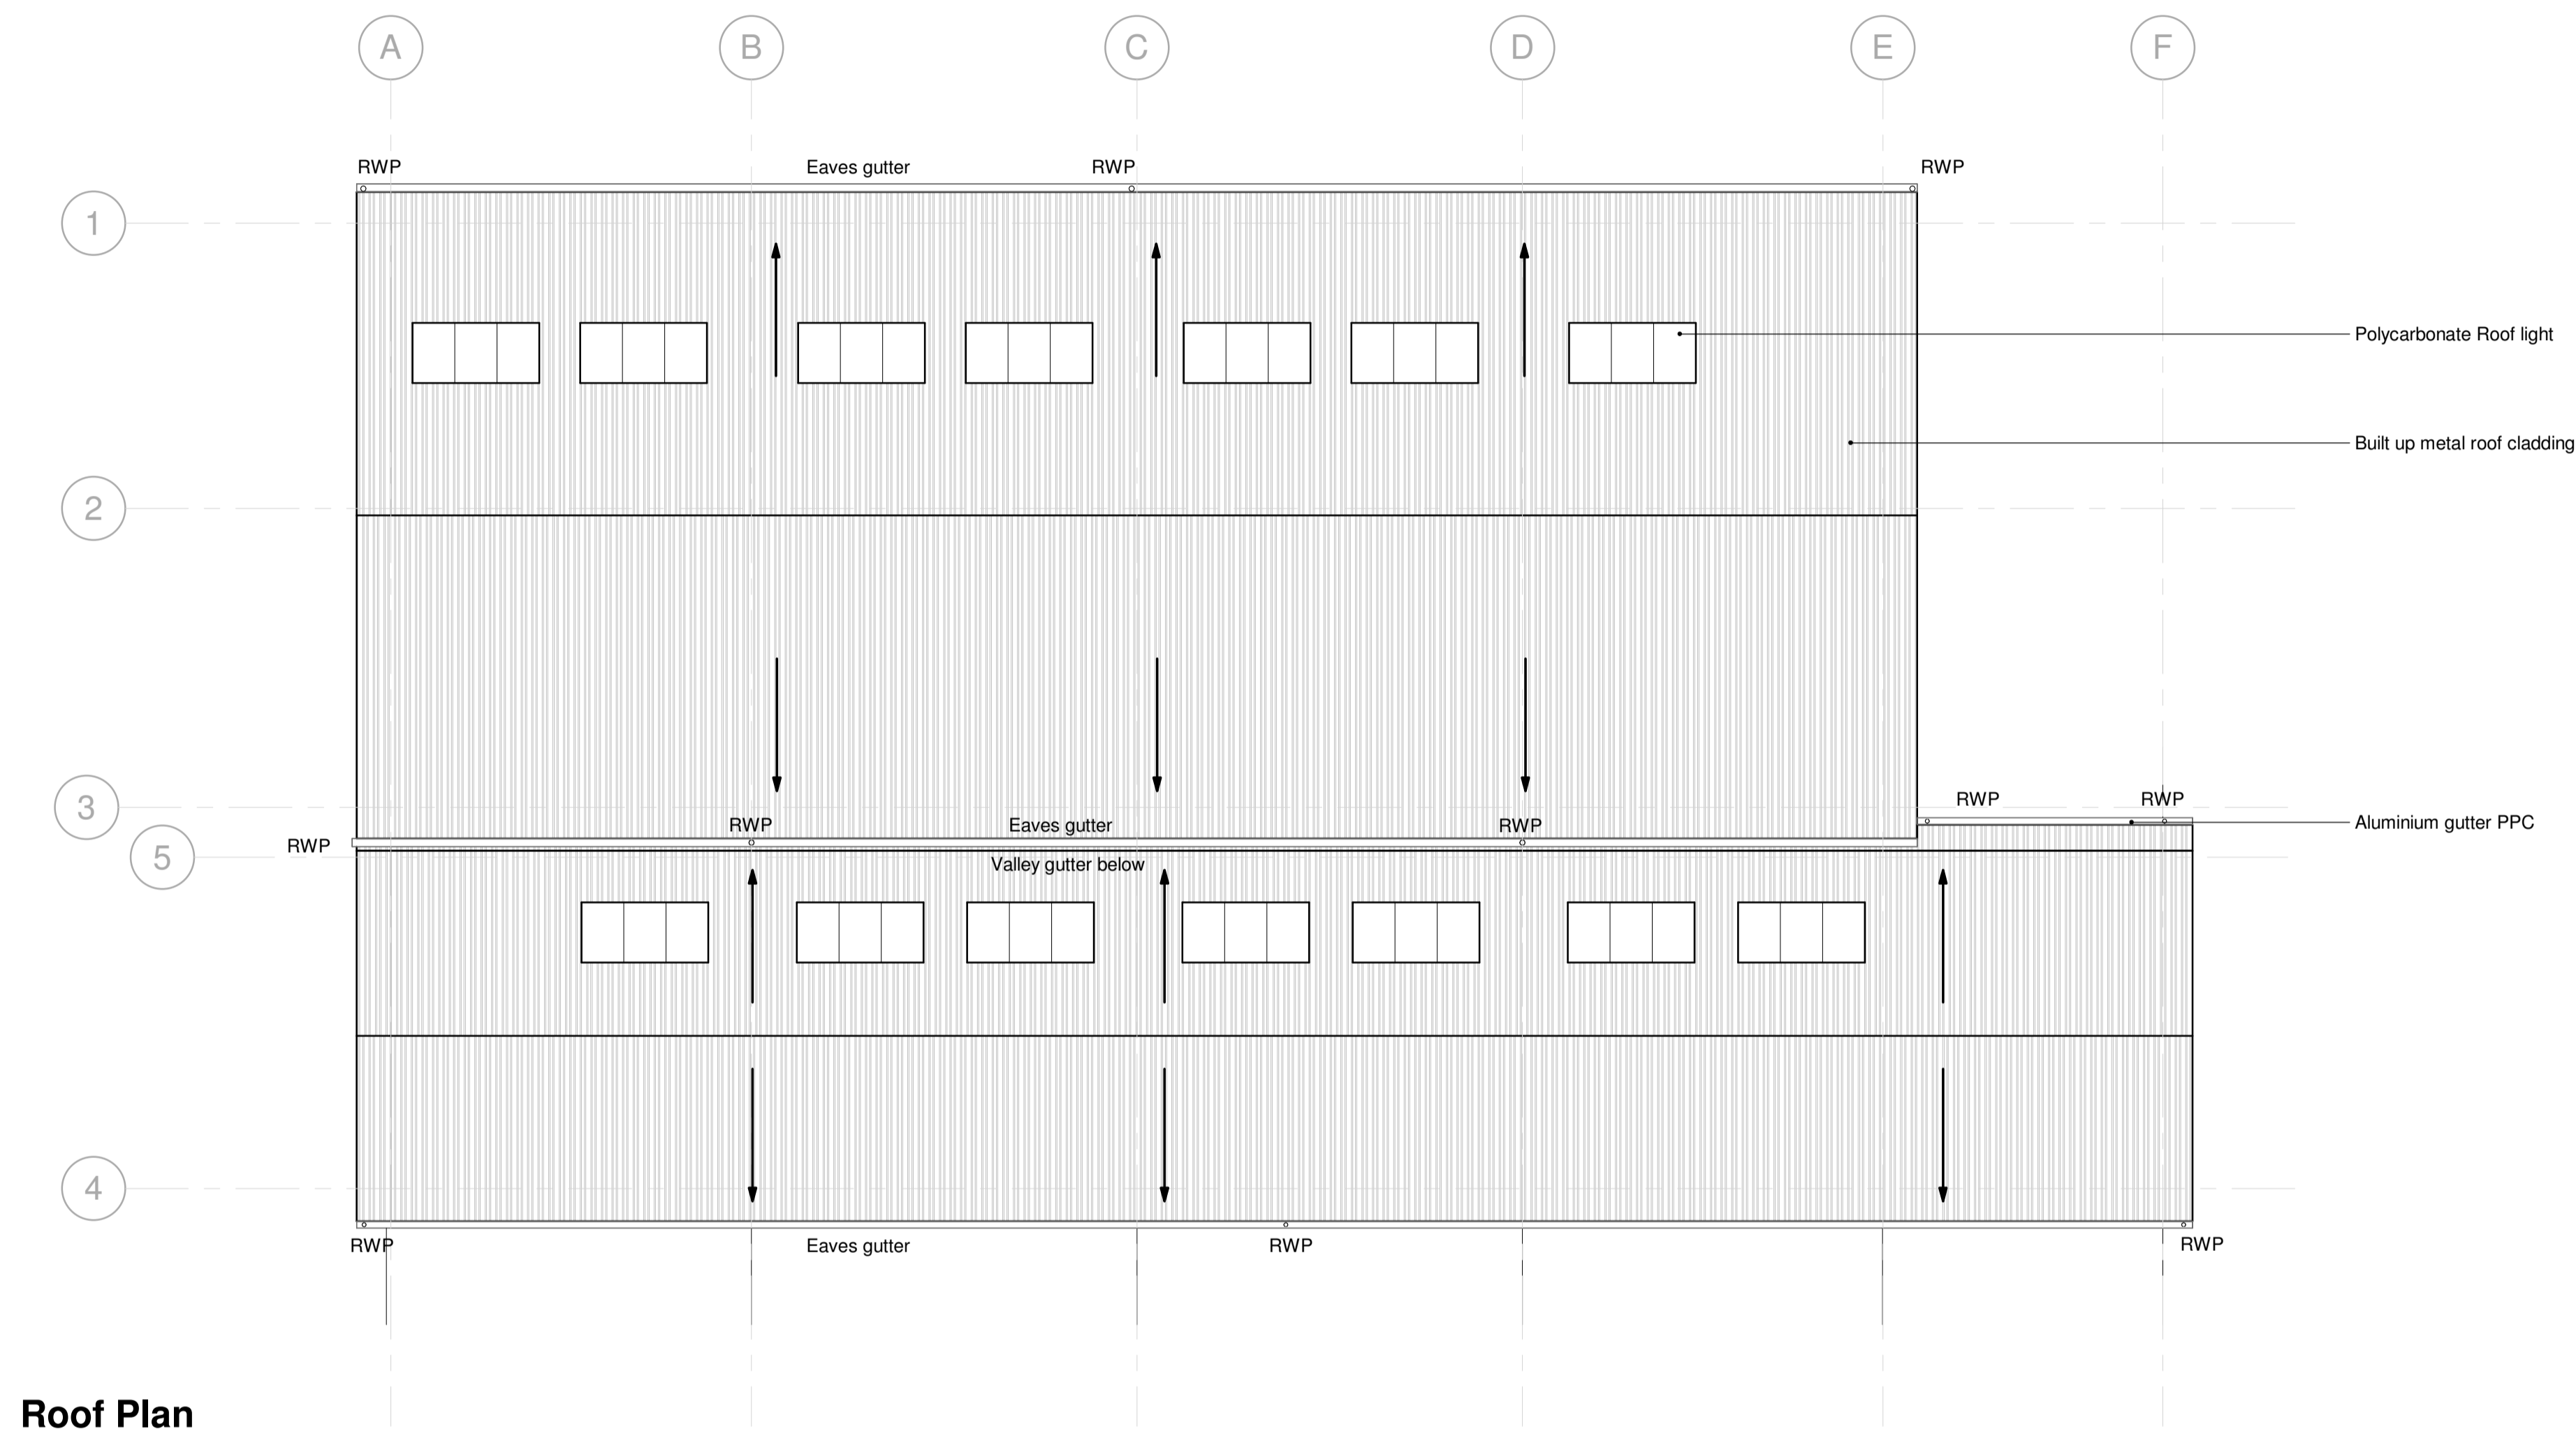 A
B
C
D
E
F
RWP
Eaves gutter
RWP
RWP
1
Polycarbonate Roof light
Built up metal roof cladding
2
3
RWP
RWP
RWP
Eaves gutter
RWP
Aluminium gutter PPC
RWP
5
Valley gutter below
4
RWP
Eaves gutter
RWP
RWP
Roof Plan